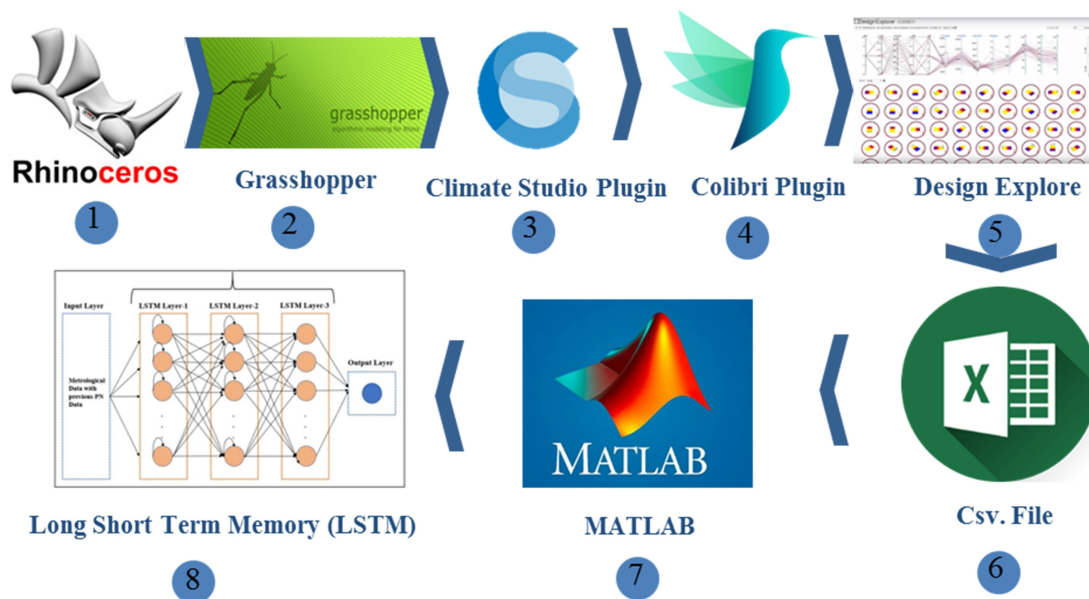 Rhinoceros
1
grasshopper
algorithmic modeling for Rhino
Grasshopper
2
Climate Studio Plugin
3
Colibri Plugin
4
DesignExplorer
Design Explore
5
Input Layer
LSTM Layer-1
LSTM Layer-2
LSTM Layer-3
Output Layer
Metrological
Data with
previous PN
Data
Long Short Term Memory (LSTM)
8
MATLAB
MATLAB
7
X
Csv. File
6